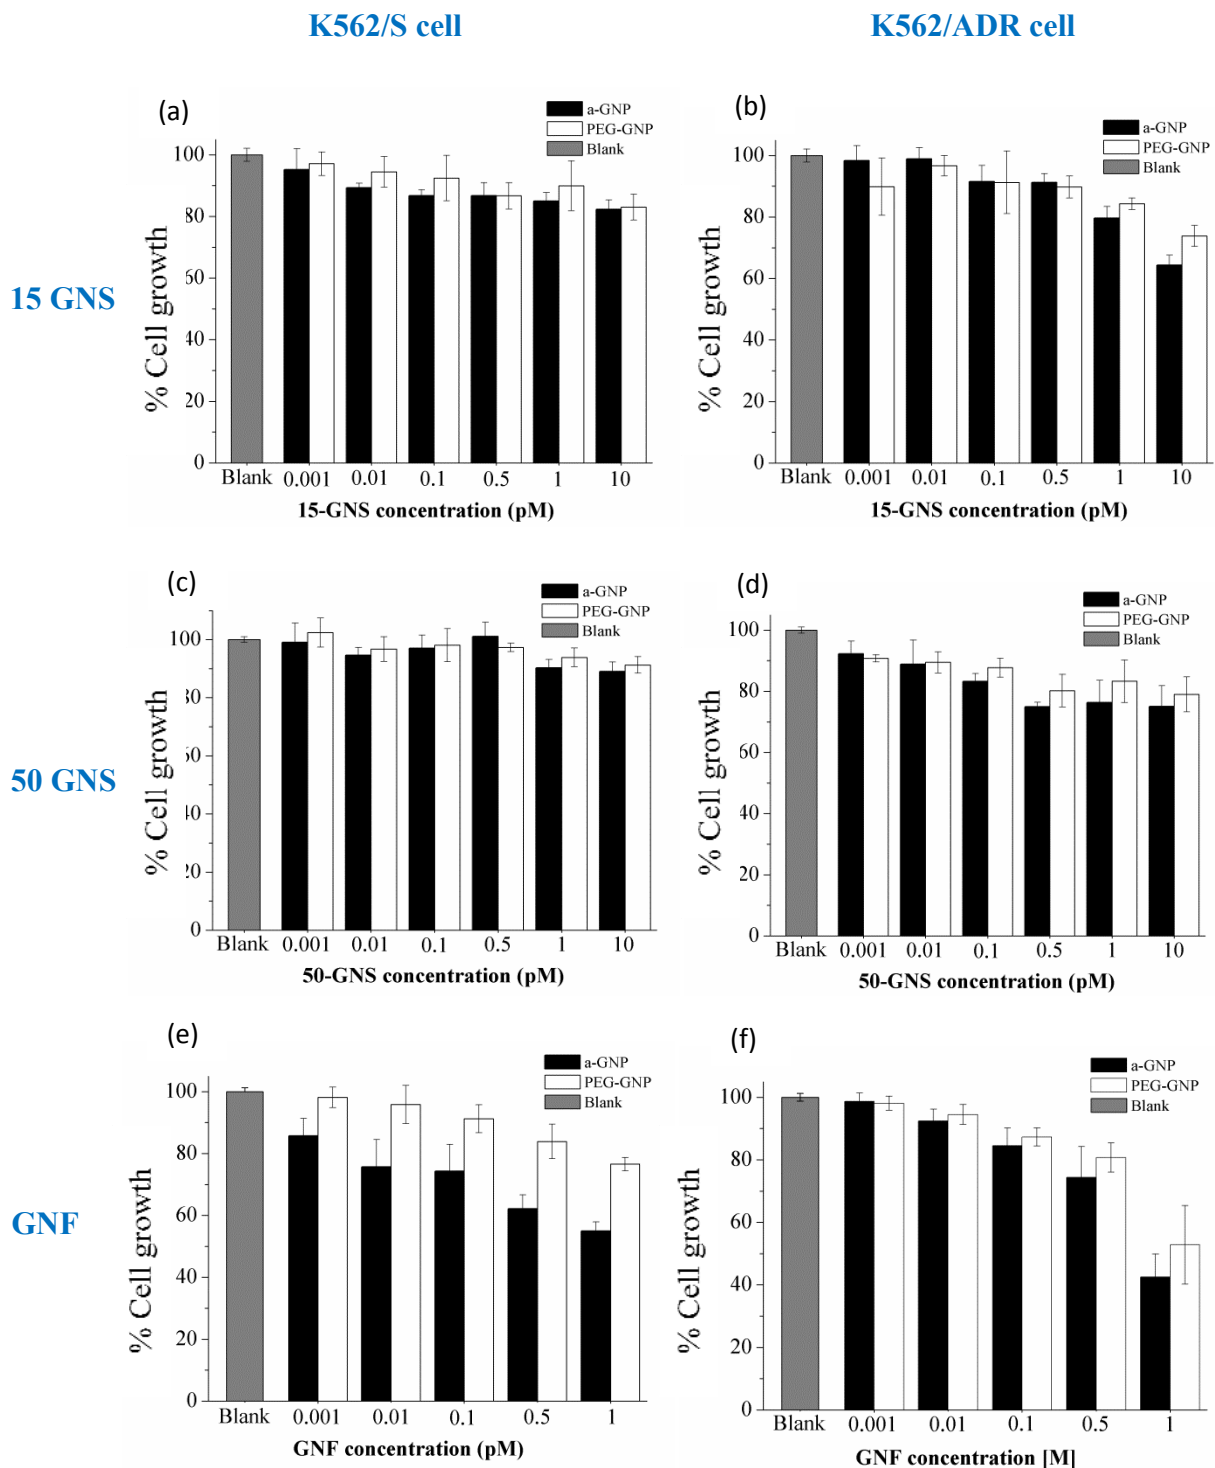 K562/S cell
K562/ADR cell
15 GNS
(a)
a-GNP
PEG-GNP
Blank
% Cell growth
100
80
60
40
20
0
Blank 0.001 0.01 0.1 0.5 1 10
15-GNS concentration (pM)
(b)
a-GNP
PEG-GNP
Blank
% Cell growth
100
80
60
40
20
0
Blank 0.001 0.01 0.1 0.5 1 10
15-GNS concentration (pM)
50 GNS
(c)
a-GNP
PEG-GNP
Blank
% Cell growth
100
80
60
40
20
0
Blank 0.001 0.01 0.1 0.5 1 10
50-GNS concentration (pM)
(d)
a-GNP
PEG-GNP
Blank
% Cell growth
100
80
60
40
20
0
Blank 0.001 0.01 0.1 0.5 1 10
50-GNS concentration (pM)
GNF
(e)
a-GNP
PEG-GNP
Blank
% Cell growth
100
80
60
40
20
0
Blank 0.001 0.01 0.1 0.5 1
GNF concentration (pM)
(f)
a-GNP
PEG-GNP
Blank
% Cell growth
100
80
60
40
20
0
Blank 0.001 0.01 0.1 0.5 1
GNF concentration [M]